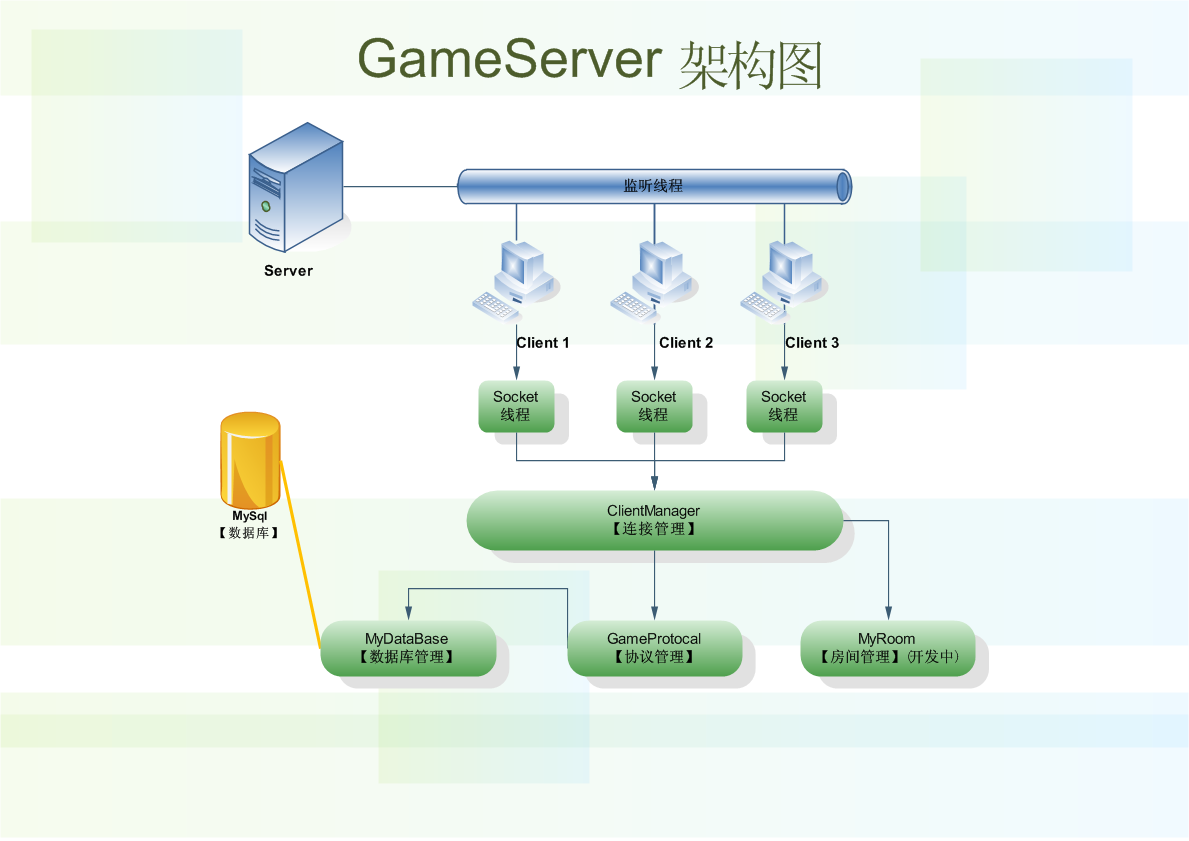 GameServer 架构图
监听线程
Server
Client 1
Client 2
Client 3
Socket
线程
Socket
线程
Socket
线程
MySql
【数据库】
ClientManager
【连接管理】
MyDataBase
【数据库管理】
GameProtocal
【协议管理】
MyRoom
【房间管理】(开发中)